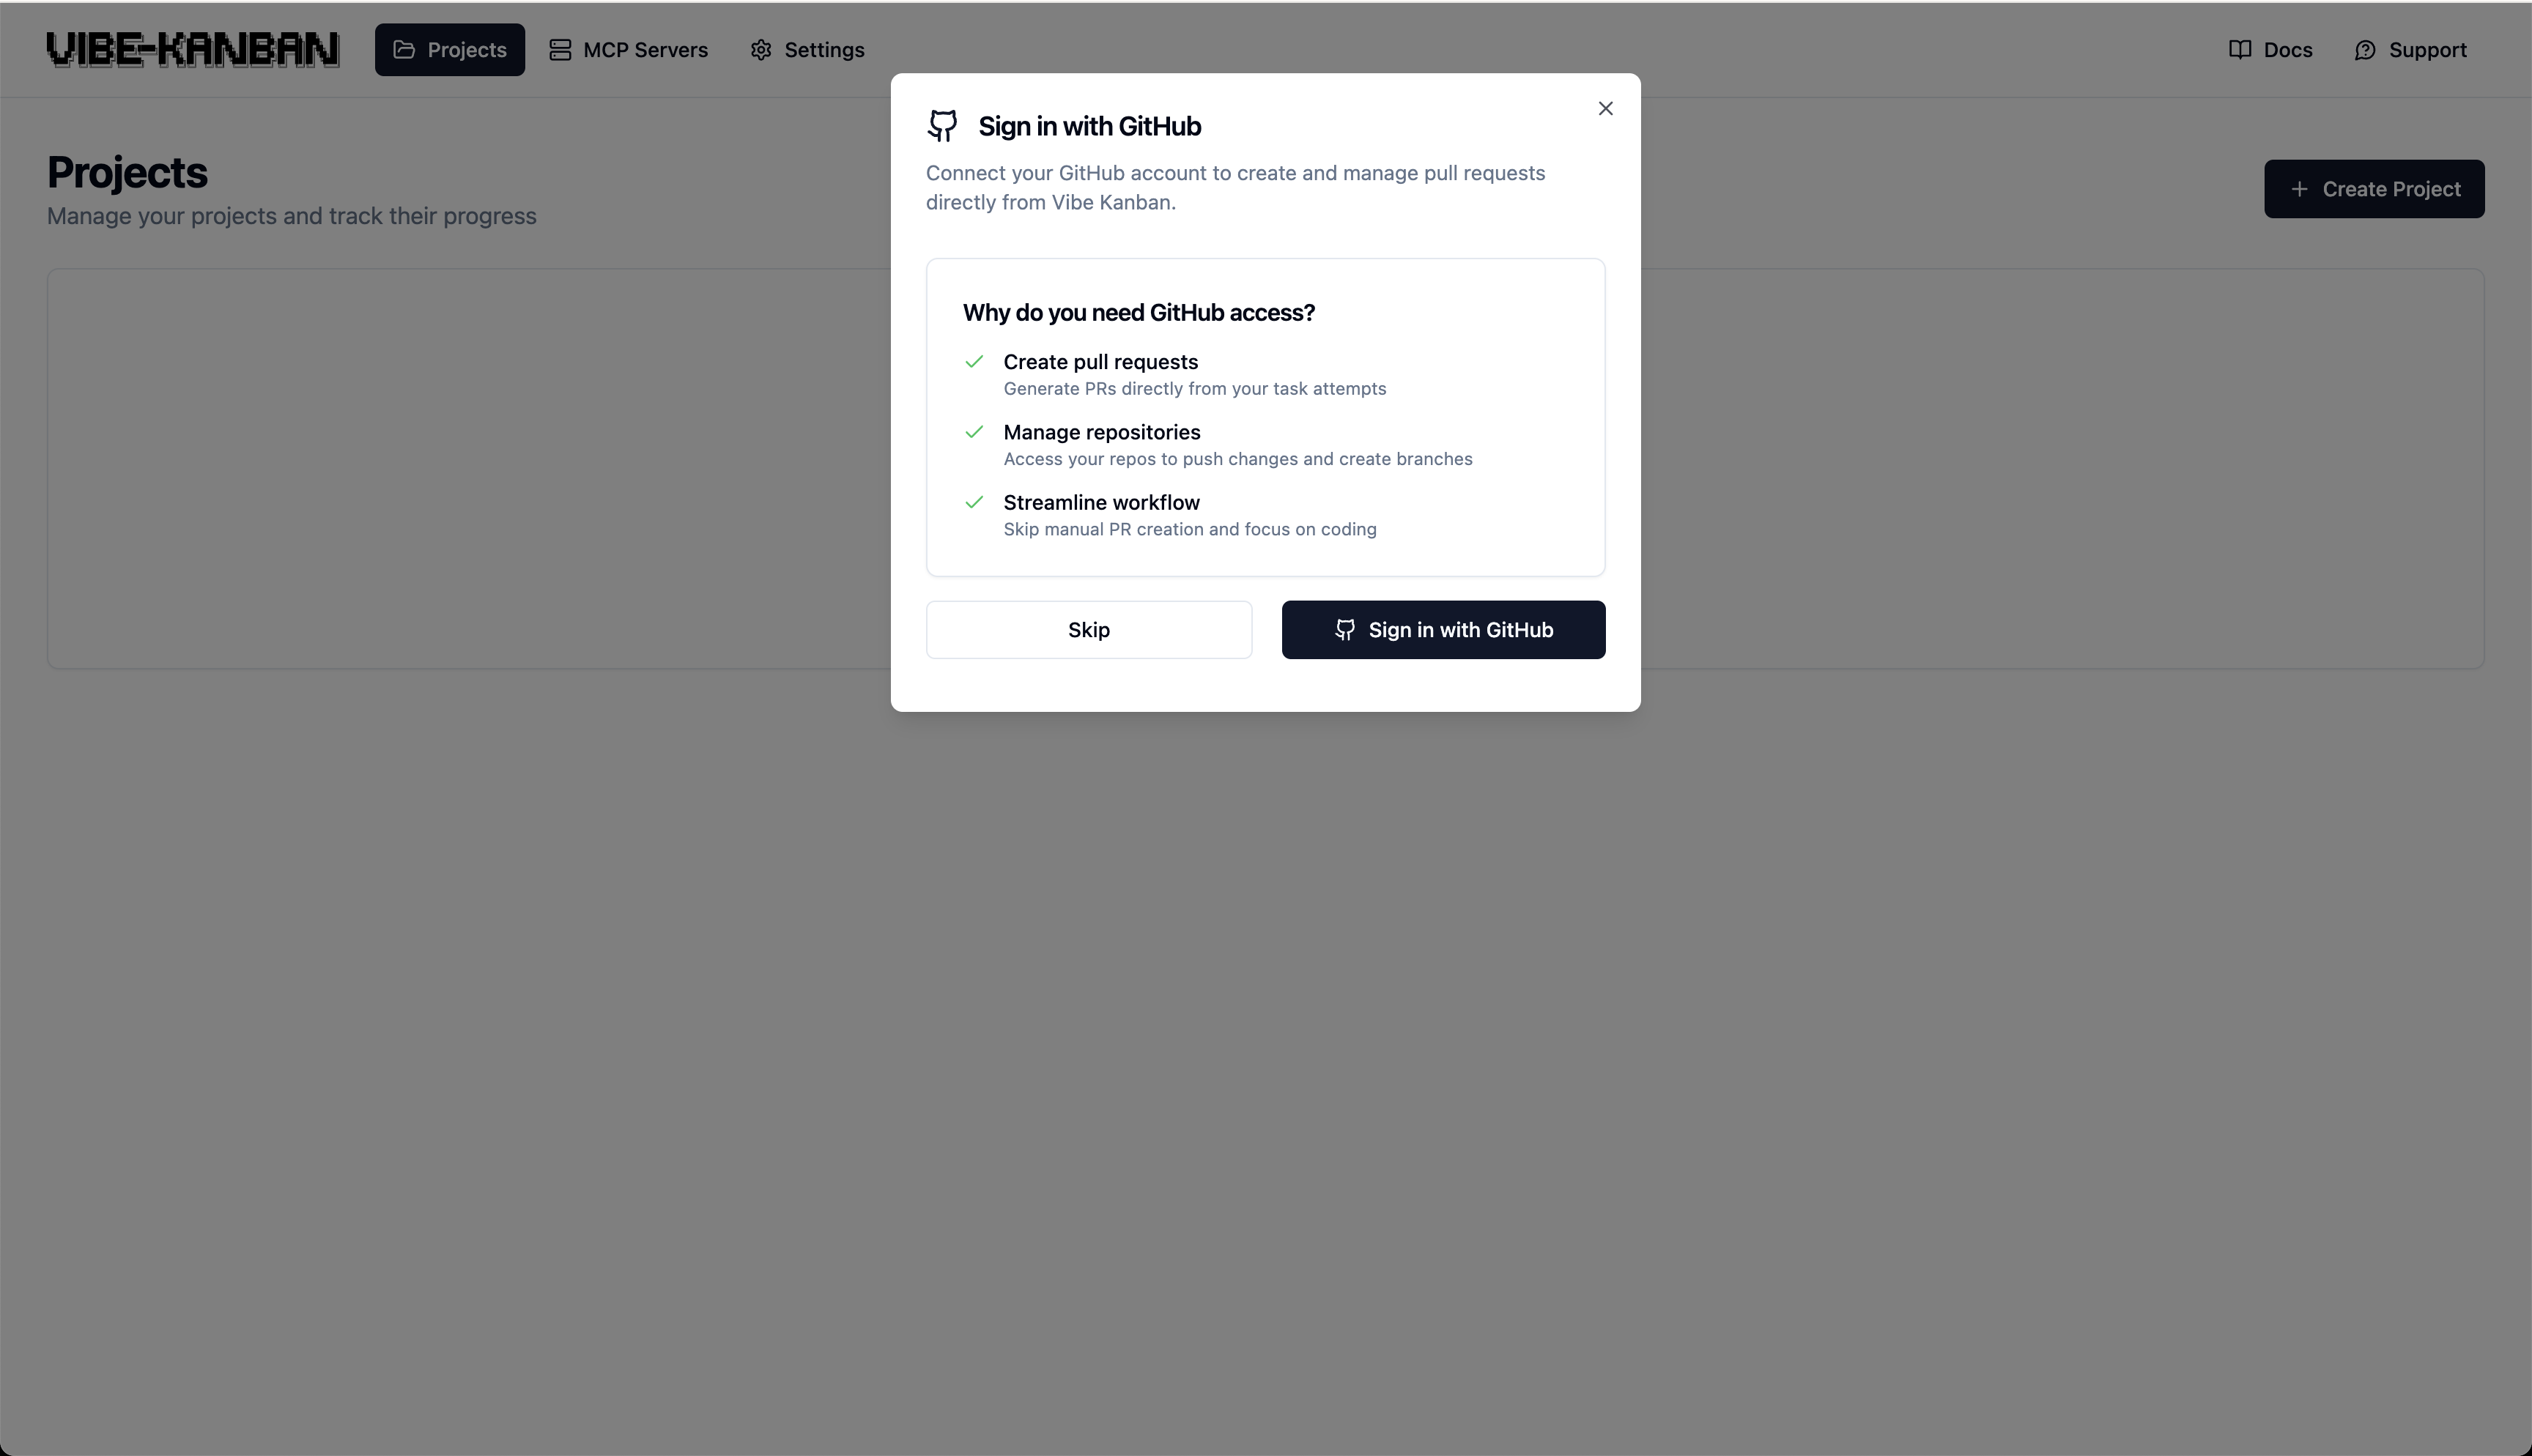 VIBE-KANBAN
Projects
MCP Servers
Settings
Docs
Support
Projects
Manage your projects and track their progress
Create Project
Sign in with GitHub
Connect your GitHub account to create and manage pull requests
directly from Vibe Kanban.
Why do you need GitHub access?
Create pull requests
Generate PRs directly from your task attempts
Manage repositories
Access your repos to push changes and create branches
Streamline workflow
Skip manual PR creation and focus on coding
Skip
Sign in with GitHub